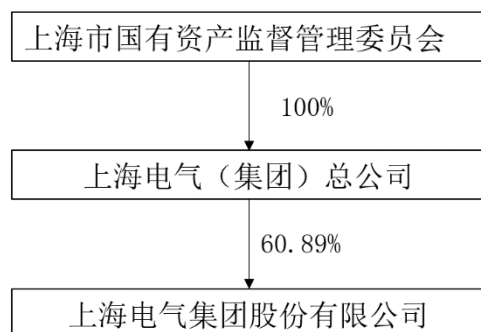 上海市国有资产监督管理委员会
100%
上海电气（集团）总公司
60.89%
上海电气集团股份有限公司